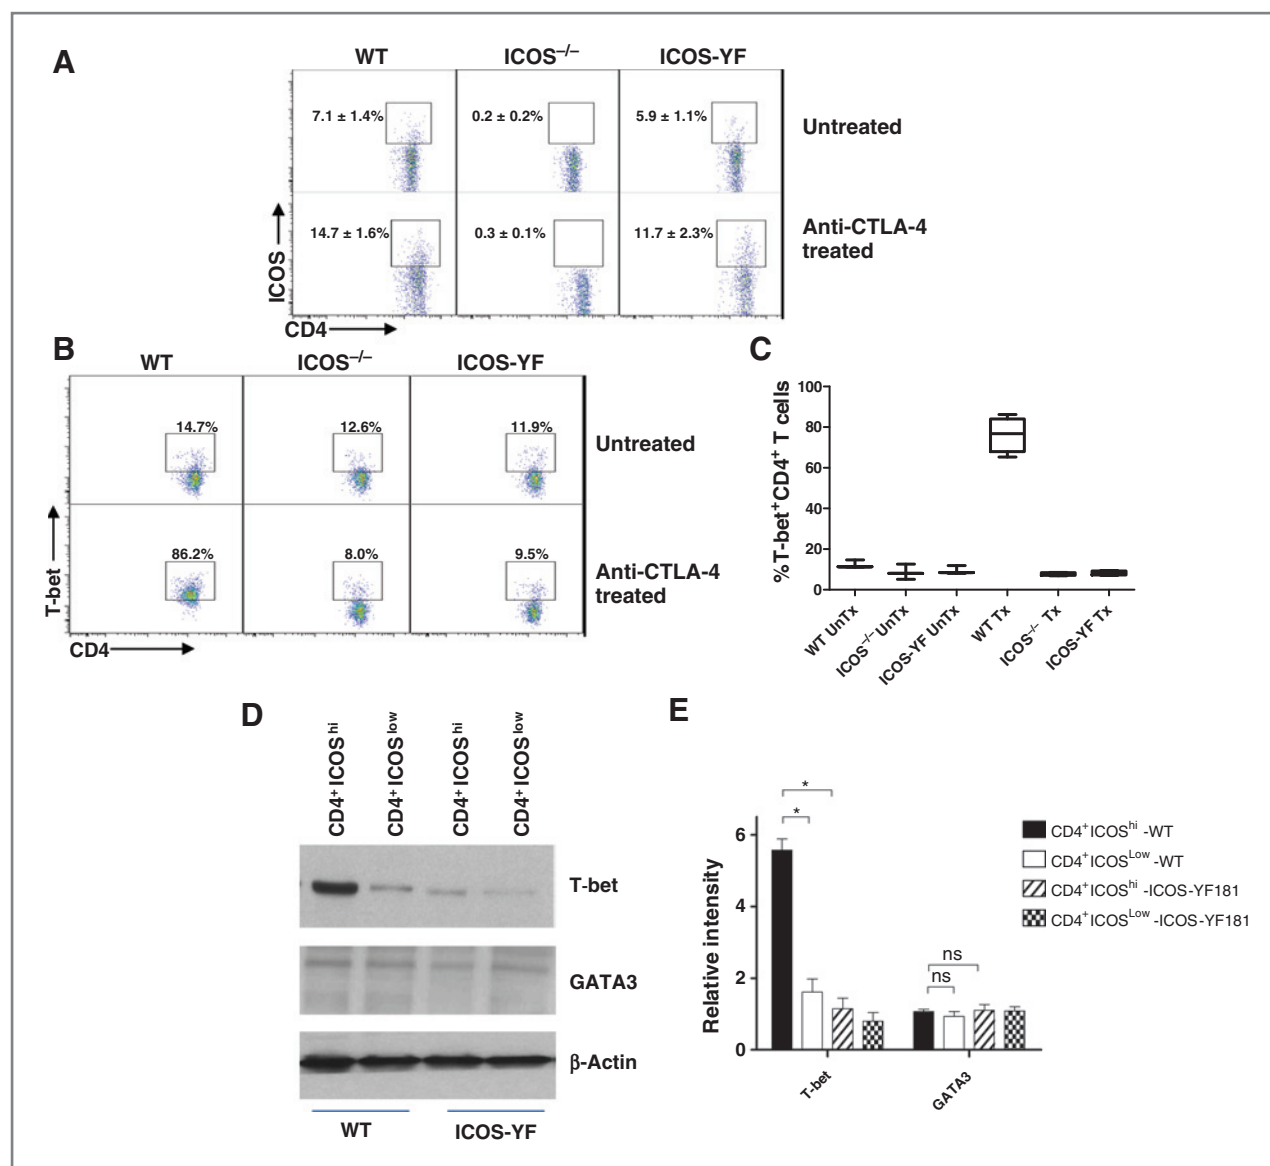 A
WT ICOS–/– ICOS-YF
7.1 ± 1.4% 0.2 ± 0.2% 5.9 ± 1.1% Untreated
14.7 ± 1.6% 0.3 ± 0.1% 11.7 ± 2.3% Anti-CTLA-4
treated
ICOS
CD4
B
WT ICOS–/– ICOS-YF
14.7% 12.6% 11.9% Untreated
86.2% 8.0% 9.5% Anti-CTLA-4
treated
T-bet
CD4
C
%T-bet+CD4+ T cells
100
80
60
40
20
0
WT UnTx
ICOS–/– UnTx
ICOS-YF UnTx
WT Tx
ICOS–/– Tx
ICOS-YF Tx
D
CD4+ICOShi
CD4+ICOSlow
CD4+ICOShi
CD4+ICOSlow
T-bet
GATA3
β-Actin
WT ICOS-YF
E
Relative intensity
6
4
2
0
*
*
ns
ns
T-bet
GATA3
CD4+ICOShi -WT
CD4+ICOSLow -WT
CD4+ICOShi -ICOS-YF181
CD4+ICOSLow -ICOS-YF181